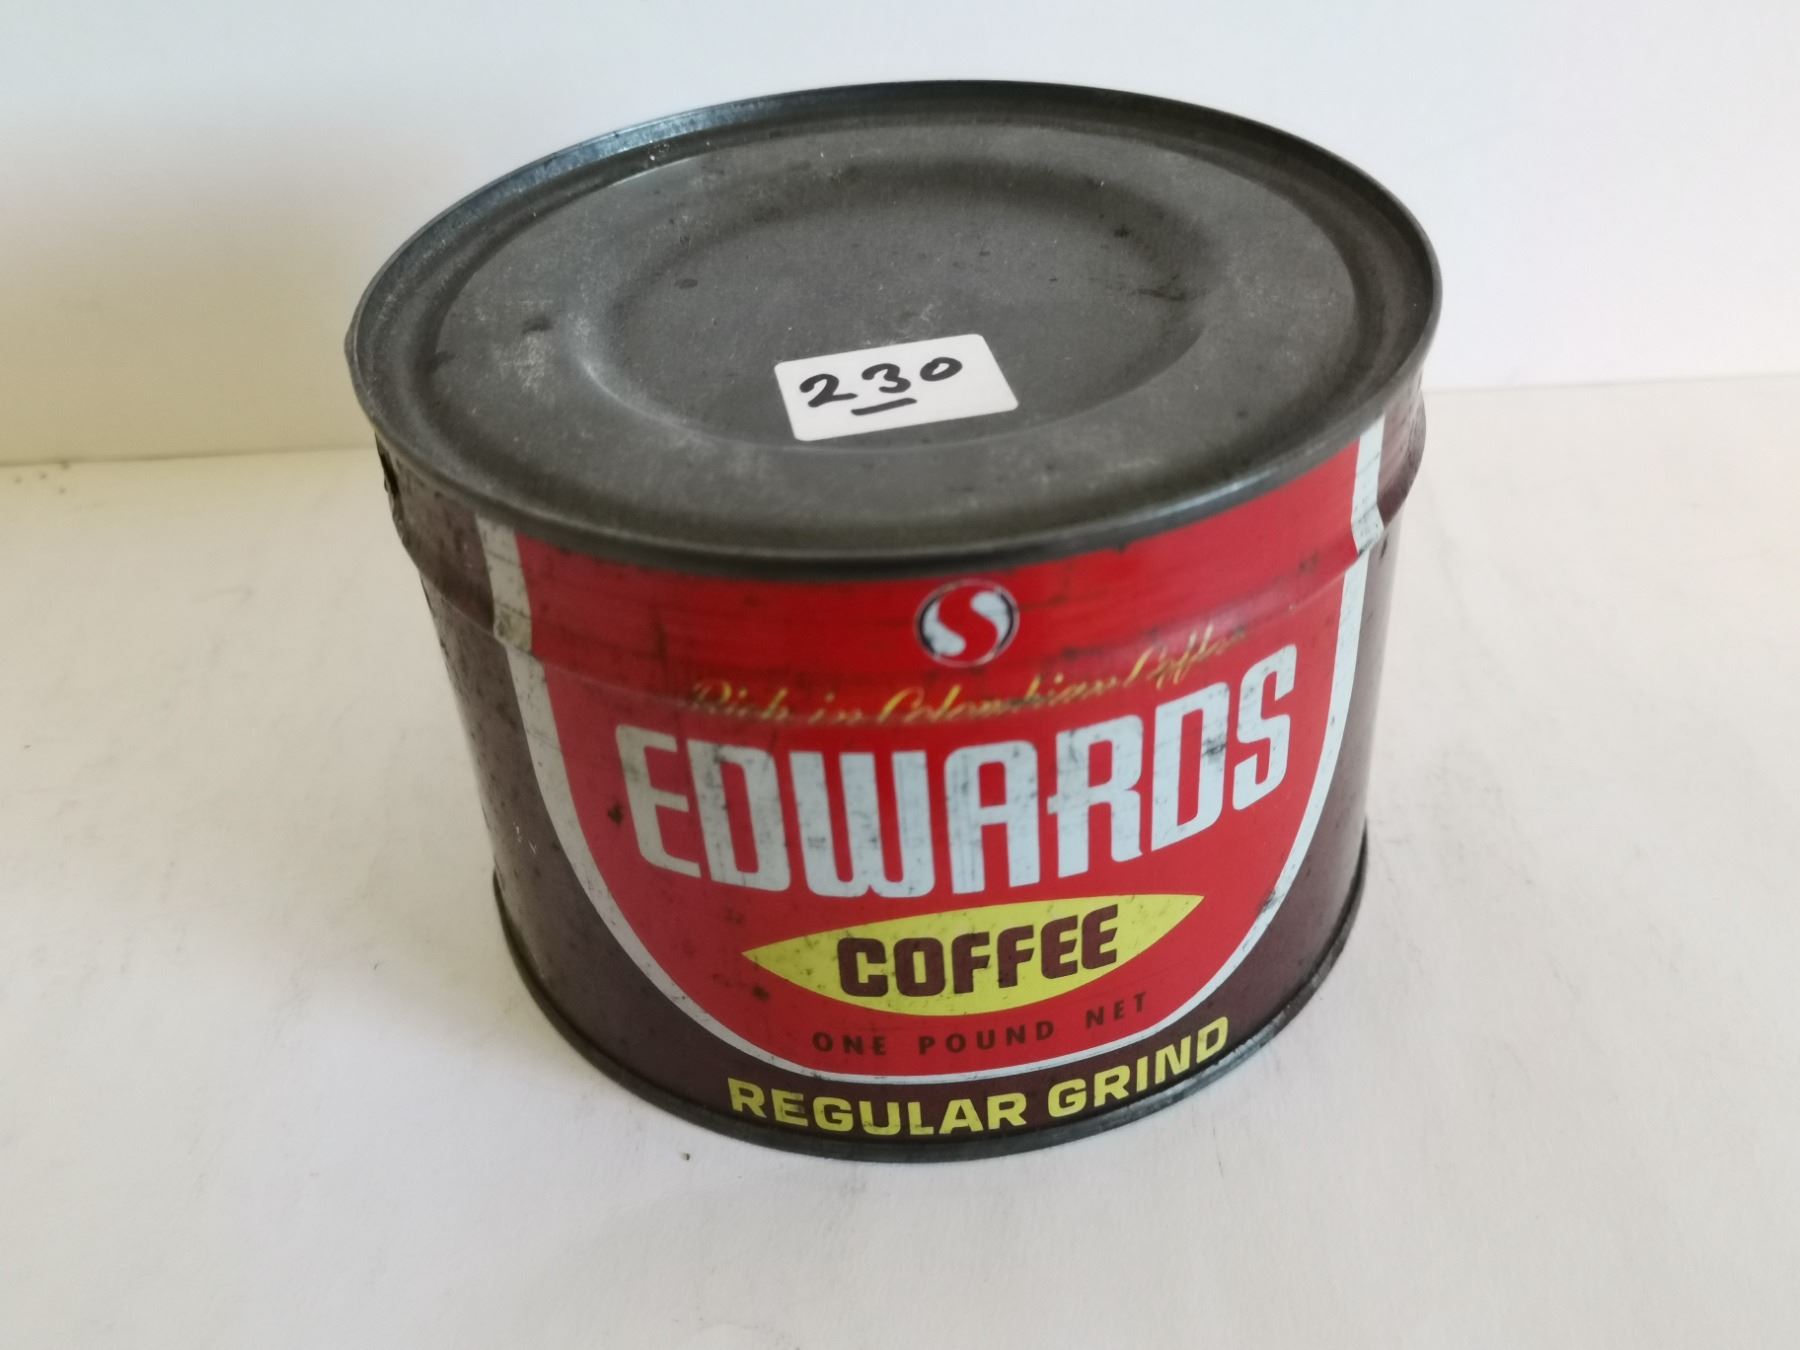 230
S
Rich in Colombian Coffee
EDWARDS
COFFEE
ONE POUND NET
REGULAR GRIND